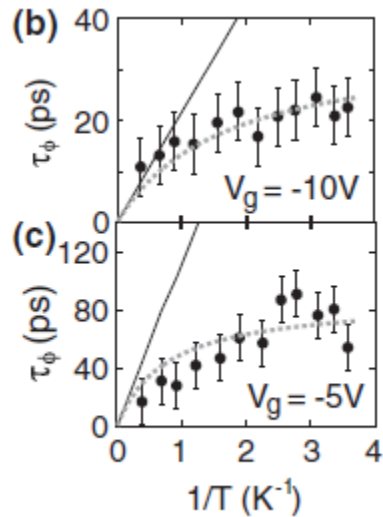 (b)
40
20
0
τϕ (ps)
Vg = -10V
(c)
120
80
40
0
τϕ (ps)
Vg = -5V
0 1 2 3 4
1/T (K-1)